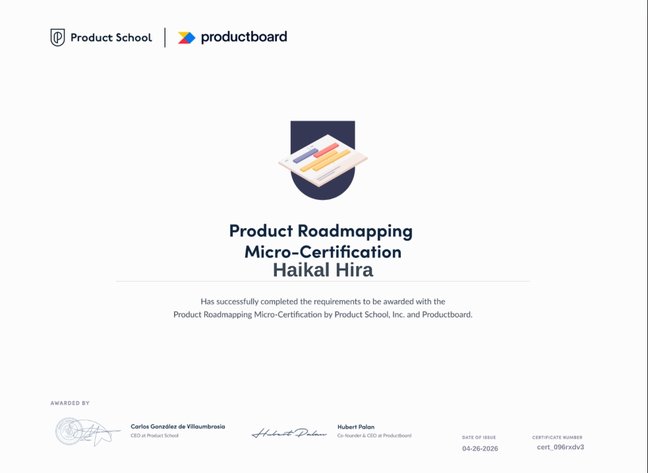 Product School | productboard
Product Roadmapping
Micro-Certification
Haikal Hira
Has successfully completed the requirements to be awarded with the
Product Roadmapping Micro-Certification by Product School, Inc. and Productboard.
AWARDED BY
Carlos González de Villaumbrosia
CEO at Product School
Hubert Palan
Hubert Palan
Co-founder & CEO at Productboard
DATE OF ISSUE
04-26-2026
CERTIFICATE NUMBER
cert_096rxdv3